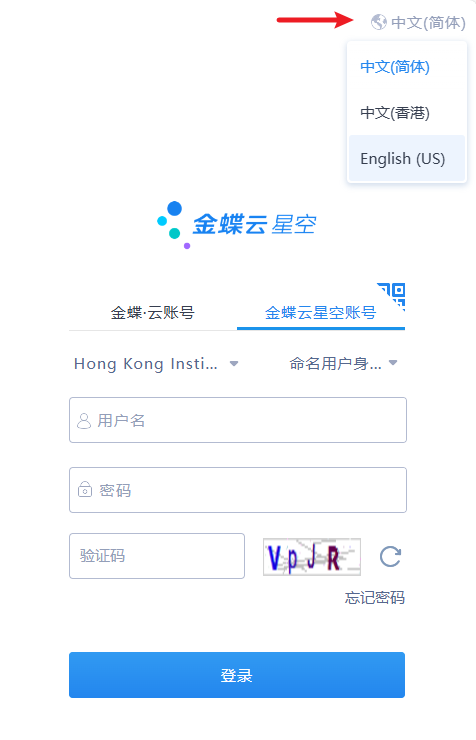 中文(简体)
中文(简体)
中文(香港)
English (US)
金蝶云 星空
金蝶·云账号 金蝶云星空账号
Hong Kong Insti... 命名用户身...
用户名
密码
验证码 VpJR
忘记密码
登录